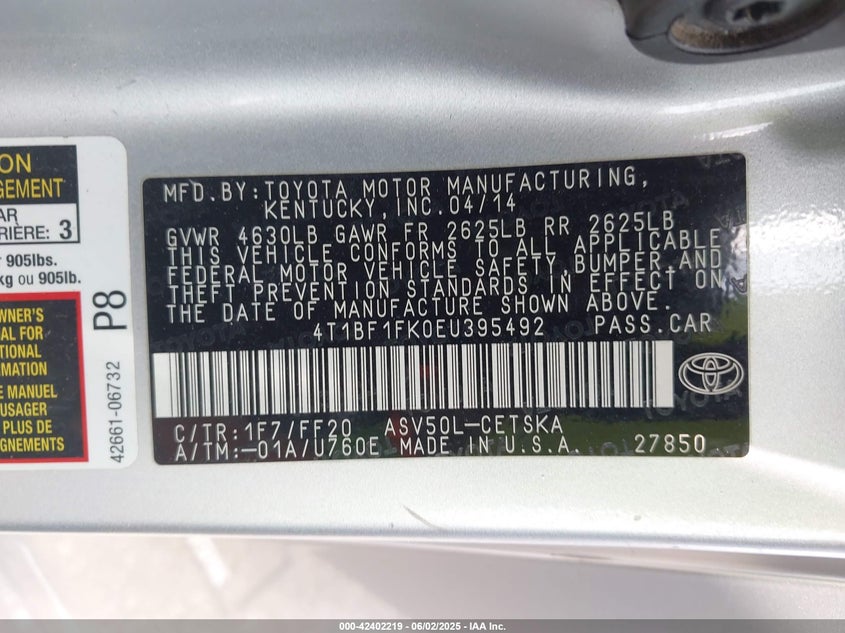 ON
GEMENT
AR
RIÈRE: 3
905lbs.
kg ou 905lb.
P8
WNER'S
AL FOR
ITIONAL
RMATION
E MANUEL
USAGER
PLUS DE
42661-06732
MFD.BY:TOYOTA MOTOR MANUFACTURING,
KENTUCKY,INC.04/14
GVWR 4630LB GAWR FR 2625LB RR 2625LB
THIS VEHICLE CONFORMS TO ALL APPLICABLE
FEDERAL MOTOR VEHICLE SAFETY,BUMPER,AND
THEFT PREVENTION STANDARDS IN EFFECT ON
THE DATE OF MANUFACTURE SHOWN ABOVE.
4T1BF1FK0EU395492 PASS.CAR
C/TR:1F7/FF20 ASV50L-CETSKA
A/TM:-01A/U760E MADE IN U.S.A. 27850
000-42402219 - 06/02/2025 - IAA Inc.